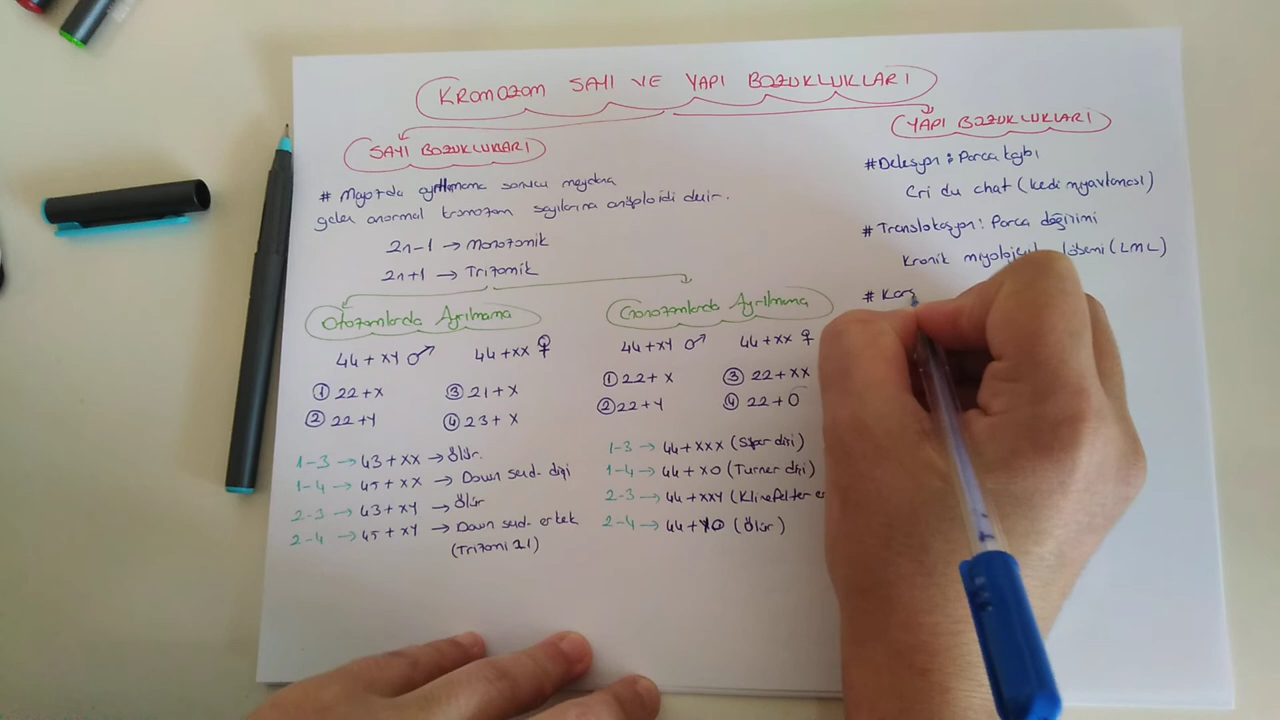 KROMOZOM SAYI VE YAPI BOZUKLUKLARI
SAYI BOZUKLUKLARI
# Mayozda ayrılmama sonucu meydana
gelen anormal kromozom sayılarına anöploidi denir.
2n-1 → Monozomik
2n+1 → Trizomik
Otozomlarda Ayrılmama
44+XY ♂ 44+XX ♀
① 22+X ③ 21+X
② 22+Y ④ 23+X
1-3 → 43+XX → Ölür.
1-4 → 45+XX → Down send- dişi
2-3 → 43+XY → Ölür
2-4 → 45+XY → Down send- erkek
(Trizomi 21)
Gonozomlarda Ayrılmama
44+XY ♂ 44+XX ♀
① 22+X ③ 22+XX
② 22+Y ④ 22+0
1-3 → 44+XXX (Süper dişi)
1-4 → 44+XO (Turner dişi)
2-3 → 44+XXY (Klinefelter
2-4 → 44+YO (Ölür)
YAPI BOZUKLUKLARI
# Delesyon : Parça kaybı
Cri du chat (kedi miyavlaması)
# Translokasyon : Parça değişimi
Kronik lösemi (LML)
# Karş